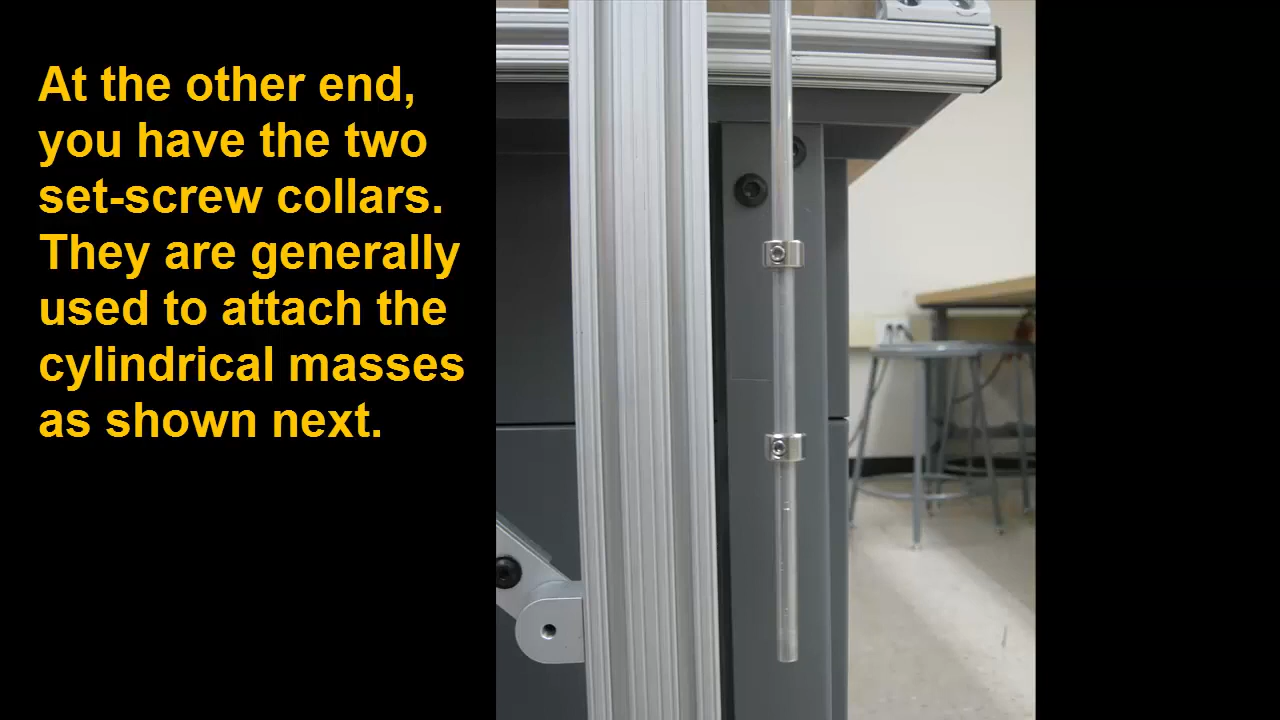 At the other end,
you have the two
set-screw collars.
They are generally
used to attach the
cylindrical masses
as shown next.